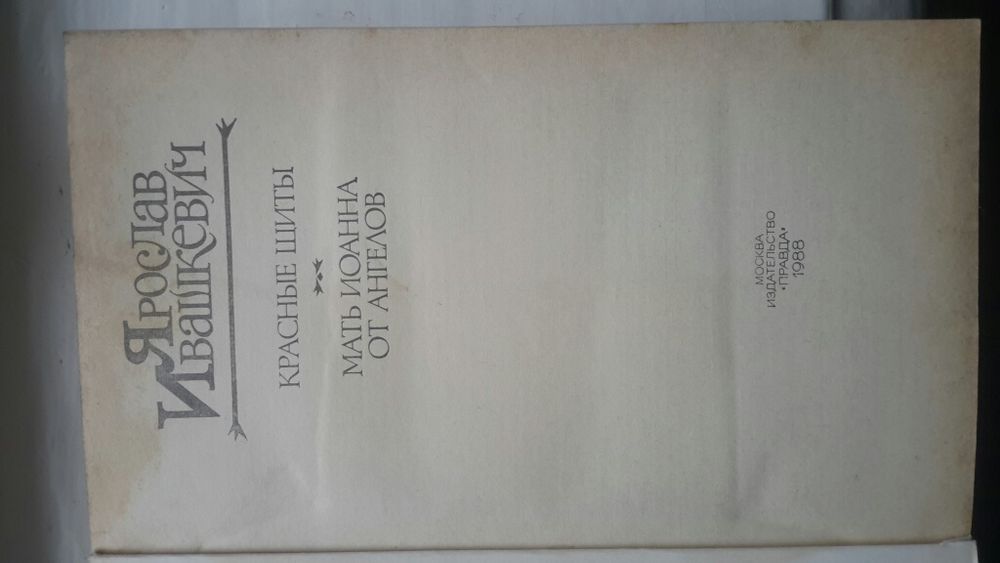 Ярослав
Ивашкевич
КРАСНЫЕ ЩИТЫ
МАТЬ ИОАННА
ОТ АНГЕЛОВ
МОСКВА
ИЗДАТЕЛЬСТВО
«ПРАВДА»
1988